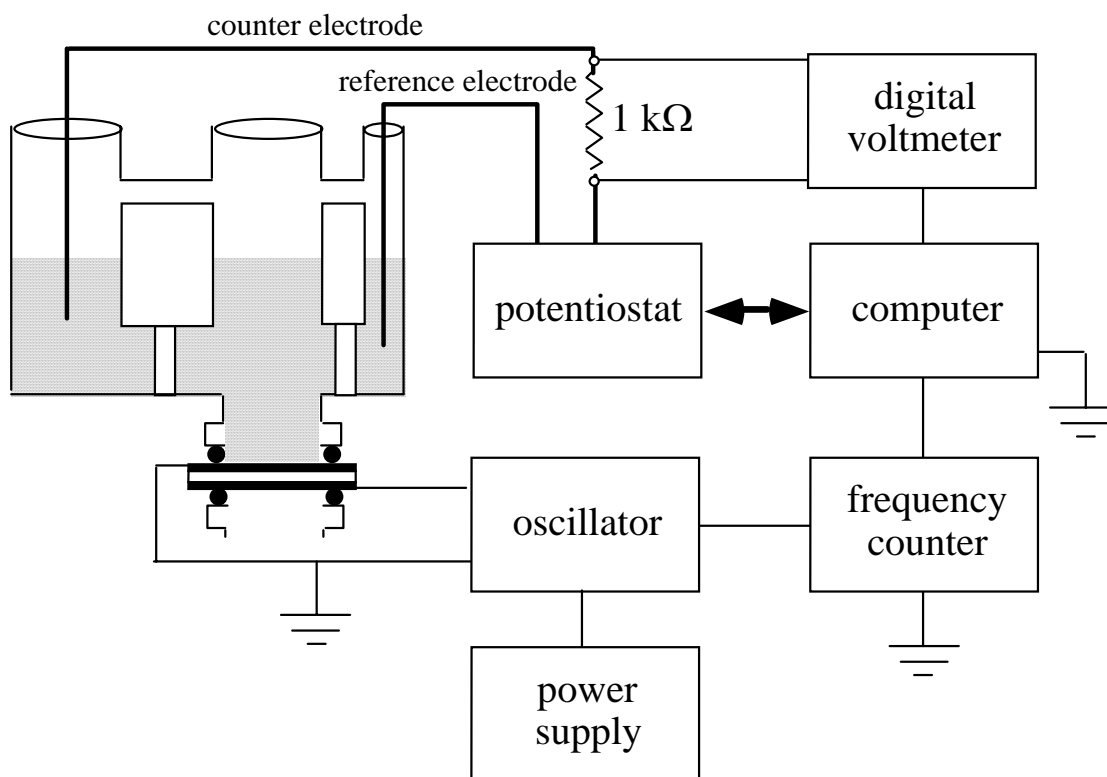 counter electrode
reference electrode
1 kΩ
digital
voltmeter
potentiostat
computer
oscillator
frequency
counter
power
supply